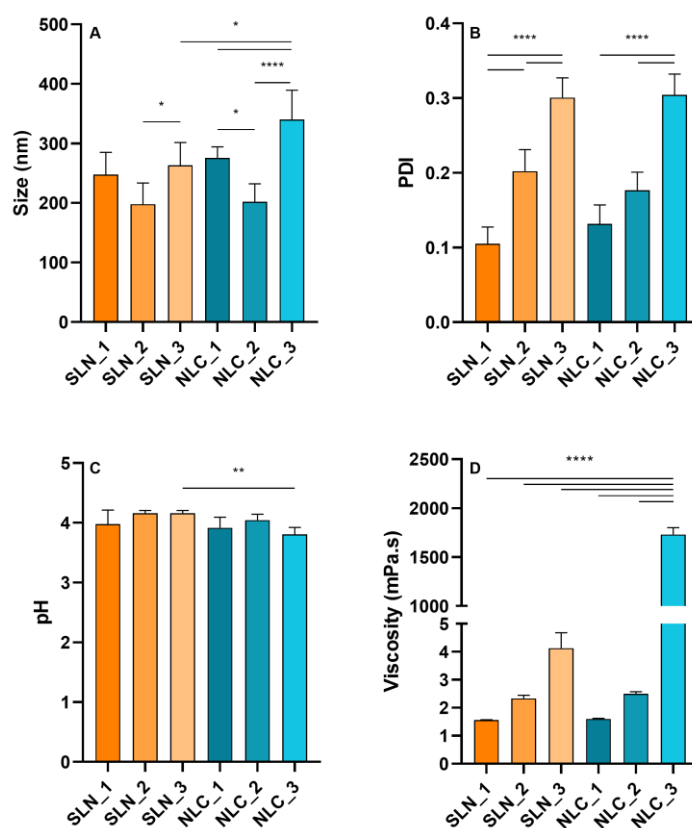 A
*
*
****
*
Size (nm)
500
400
300
200
100
0
SLN_1
SLN_2
SLN_3
NLC_1
NLC_2
NLC_3
B
****
****
PDI
0.4
0.3
0.2
0.1
0.0
SLN_1
SLN_2
SLN_3
NLC_1
NLC_2
NLC_3
C
**
pH
5
4
3
2
1
0
SLN_1
SLN_2
SLN_3
NLC_1
NLC_2
NLC_3
D
****
Viscosity (mPa.s)
2500
2000
1500
1000
5
4
3
2
1
0
SLN_1
SLN_2
SLN_3
NLC_1
NLC_2
NLC_3